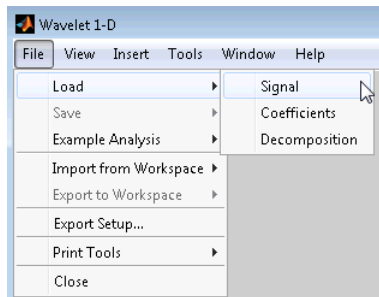 Wavelet 1-D
File View Insert Tools Window Help
Load
Signal
Save
Coefficients
Example Analysis
Decomposition
Import from Workspace
Export to Workspace
Export Setup...
Print Tools
Close